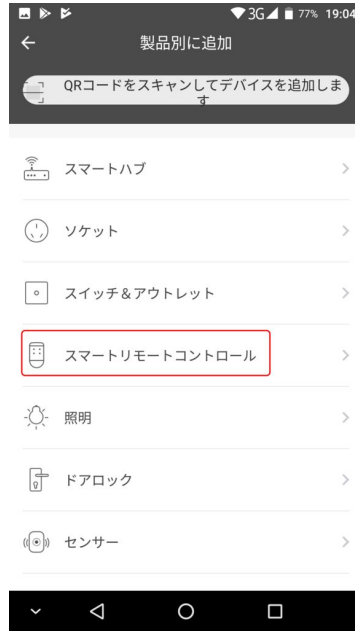 3G 77% 19:04
製品別に追加
QRコードをスキャンしてデバイスを追加しま
す
スマートハブ
ソケット
スイッチ&アウトレット
スマートリモートコントロール
照明
ドアロック
センサー